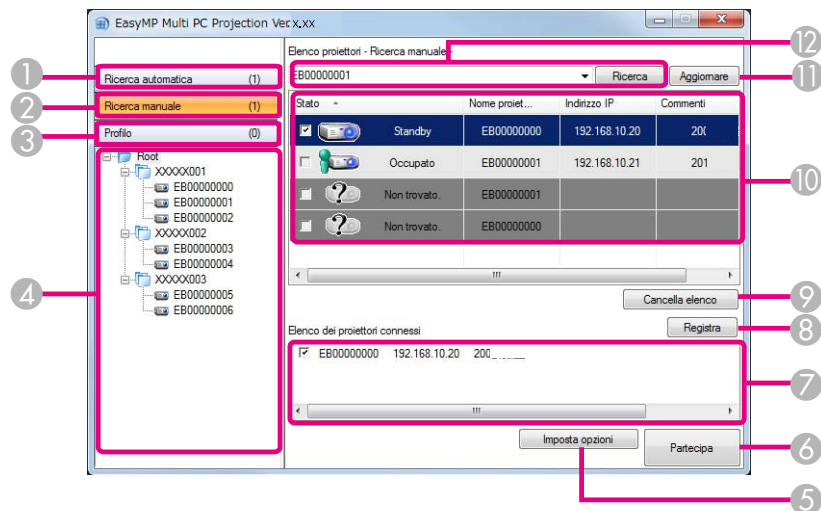 EasyMP Multi PC Projection Ver.x.xx
Elenco proiettori - Ricerca manuale -
12
1
Ricerca automatica (1)
EB00000001
Ricerca
Aggiornare
11
2
Ricerca manuale (1)
Stato
Nome proiet...
Indirizzo IP
Commenti
3
Profilo (0)
Standby EB00000000 192.168.10.20 200
Occupato EB00000001 192.168.10.21 201
Non trovato. EB00000001
Non trovato. EB00000000
10
Root
XXXXX001
EB00000000
EB00000001
EB00000002
XXXXX002
EB00000003
EB00000004
XXXXX003
EB00000005
EB00000006
4
Cancella elenco
9
Registra
8
Elenco dei proiettori connessi
EB00000000 192.168.10.20 200
7
Imposta opzioni
Partecipa
6
5